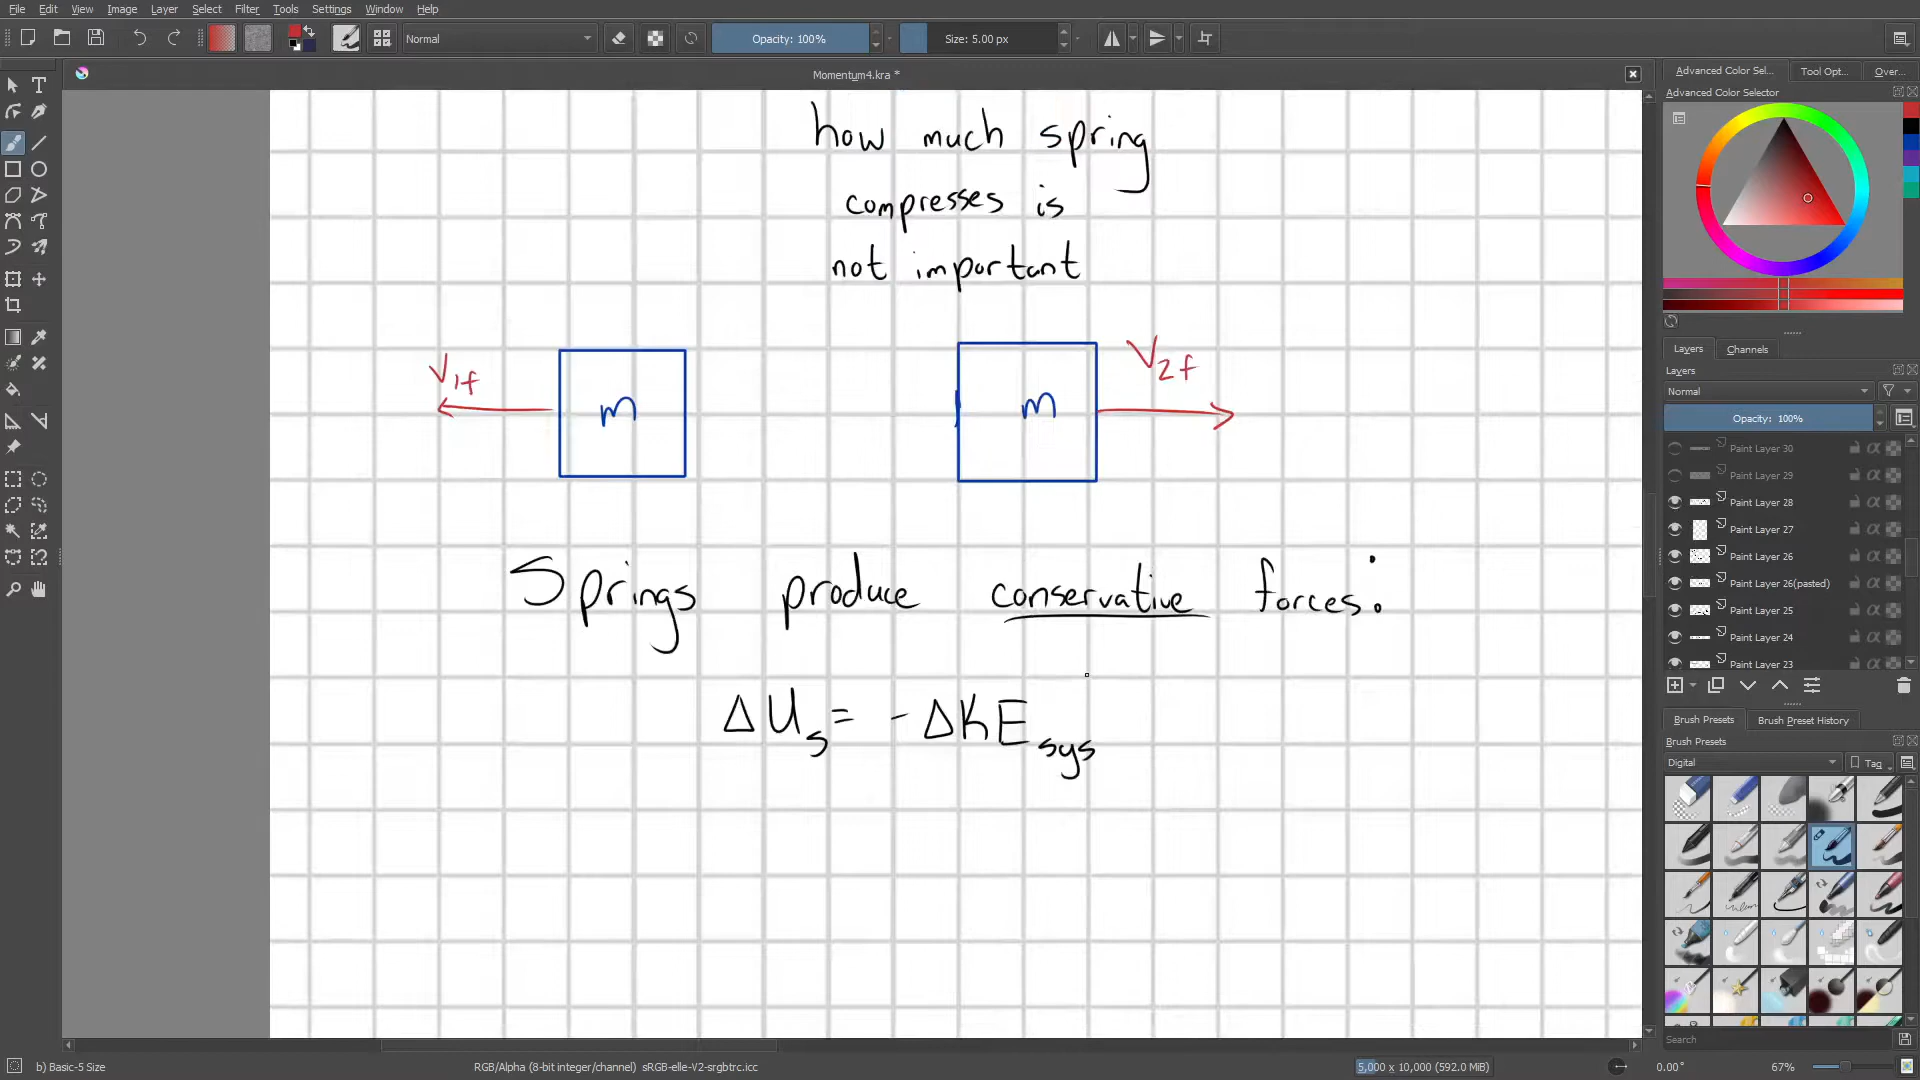 File Edit View Image Layer Select Filter Tools Settings Window Help
Normal Opacity: 100% Size: 5.00 px
Momentum4.kra *
Advanced Color Sel... Tool Opt... Over...
Advanced Color Selector
how much spring
compresses is
not important
V1f m m V2f
Springs produce conservative forces:
ΔUs = -ΔKEsys
Layers Channels
Layers
Normal
Opacity: 100%
Paint Layer 30
Paint Layer 29
Paint Layer 28
Paint Layer 27
Paint Layer 26
Paint Layer 26(pasted)
Paint Layer 25
Paint Layer 24
Paint Layer 23
Brush Presets Brush Preset History
Brush Presets
Digital Tag
Search
b) Basic-5 Size RGB/Alpha (8-bit integer/channel) sRGB-elle-V2-srgbtrc.icc 5,000 x 10,000 (592.0 MiB) 0.00° 67%